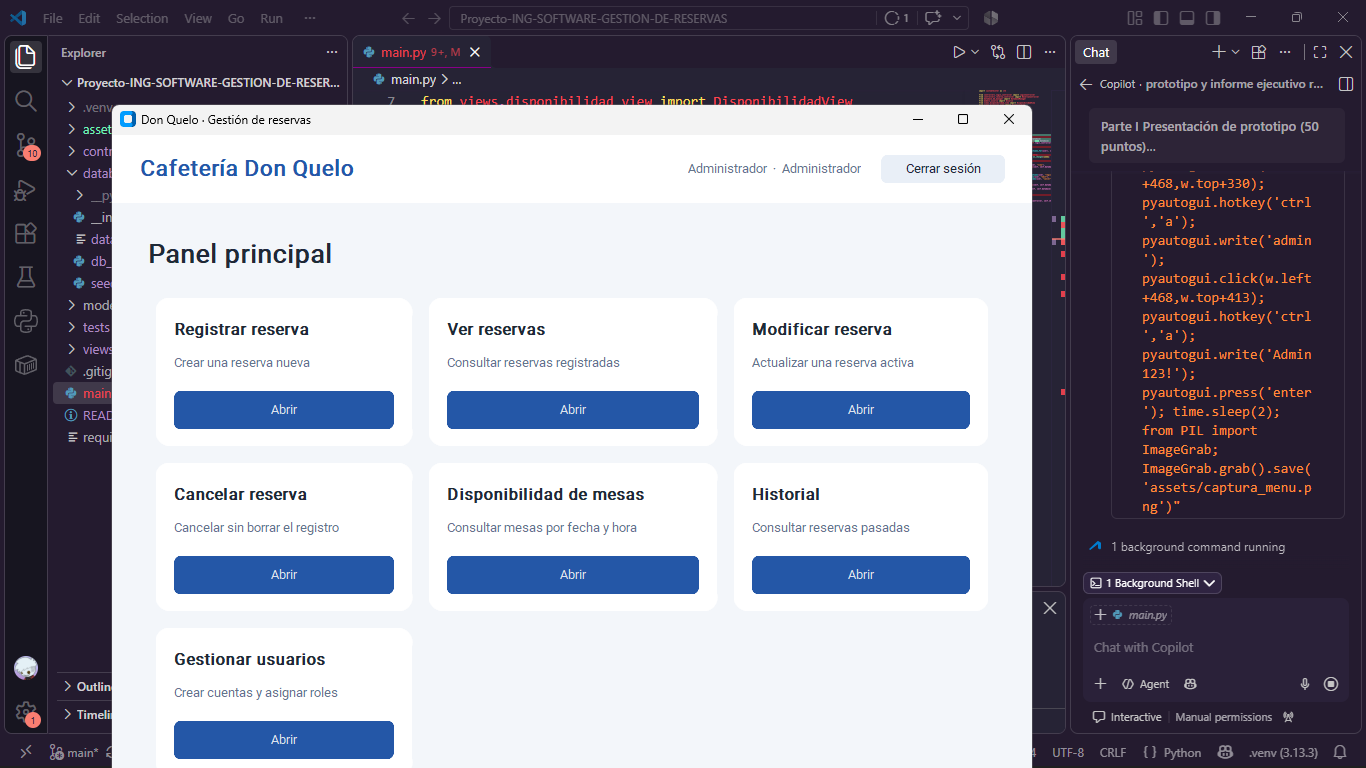 File Edit Selection View Go Run ···
Proyecto-ING-SOFTWARE-GESTION-DE-RESERVAS
1
Explorer
Proyecto-ING-SOFTWARE-GESTION-DE-RESER...
.venv
main.py 9+, M
main.py > ...
7 from views.disponibilidad_view import DisponibilidadView
Don Quelo · Gestión de reservas
Cafetería Don Quelo
Administrador · Administrador
Cerrar sesión
Panel principal
Registrar reserva
Crear una reserva nueva
Abrir
Ver reservas
Consultar reservas registradas
Abrir
Modificar reserva
Actualizar una reserva activa
Abrir
Cancelar reserva
Cancelar sin borrar el registro
Abrir
Disponibilidad de mesas
Consultar mesas por fecha y hora
Abrir
Historial
Consultar reservas pasadas
Abrir
Gestionar usuarios
Crear cuentas y asignar roles
Abrir
tests
views
10
1
Chat
Copilot · prototipo y informe ejecutivo r...
Parte I Presentación de prototipo (50
puntos)...
+468,w.top+330);
pyautogui.hotkey('ctrl
','a');
pyautogui.write('admin
');
pyautogui.click(w.left
+468,w.top+413);
pyautogui.hotkey('ctrl
','a');
pyautogui.write('Admin
123!');
pyautogui.press('enter
'); time.sleep(2);
from PIL import
ImageGrab;
ImageGrab.grab().save(
'assets/captura_menu.p
ng')"
1 background command running
1 Background Shell
main.py
Chat with Copilot
Agent
Interactive Manual permissions
main*
UTF-8 CRLF { } Python .venv (3.13.3)